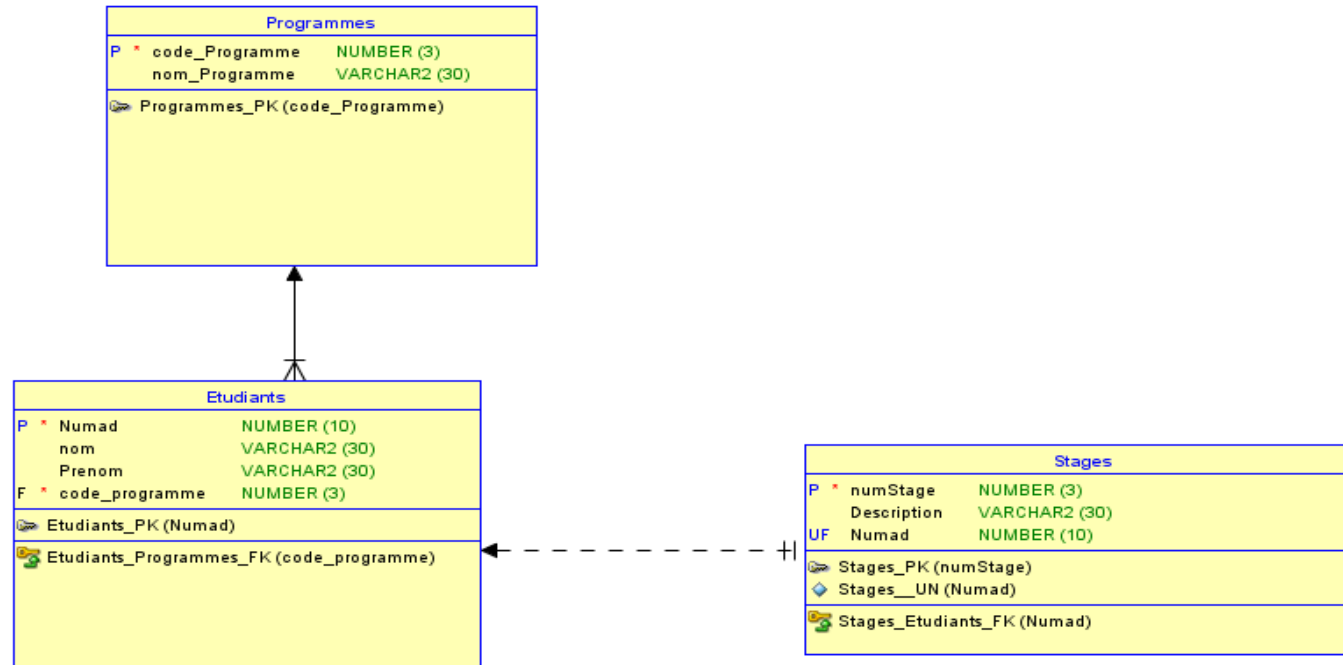 Programmes
P * code_Programme NUMBER (3)
nom_Programme VARCHAR2 (30)
Programmes_PK (code_Programme)
Etudiants
P * Numad NUMBER (10)
nom VARCHAR2 (30)
Prenom VARCHAR2 (30)
F * code_programme NUMBER (3)
Etudiants_PK (Numad)
Etudiants_Programmes_FK (code_programme)
Stages
P * numStage NUMBER (3)
Description VARCHAR2 (30)
UF Numad NUMBER (10)
Stages_PK (numStage)
Stages__UN (Numad)
Stages_Etudiants_FK (Numad)